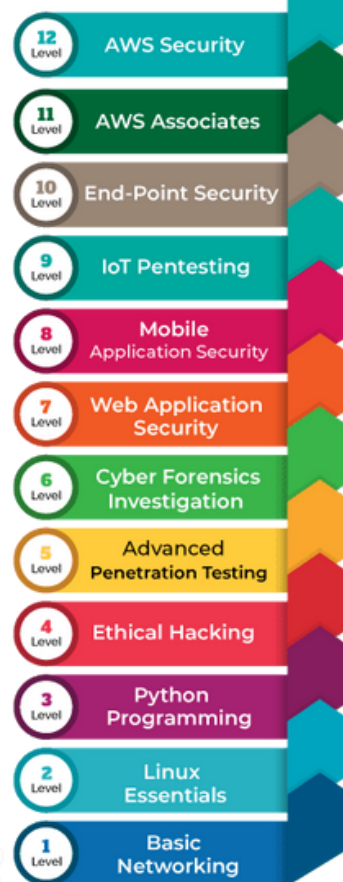 12
Level
AWS Security
11
Level
AWS Associates
10
Level
End-Point Security
9
Level
IoT Pentesting
8
Level
Mobile
Application Security
7
Level
Web Application
Security
6
Level
Cyber Forensics
Investigation
5
Level
Advanced
Penetration Testing
4
Level
Ethical Hacking
3
Level
Python
Programming
2
Level
Linux
Essentials
1
Level
Basic
Networking